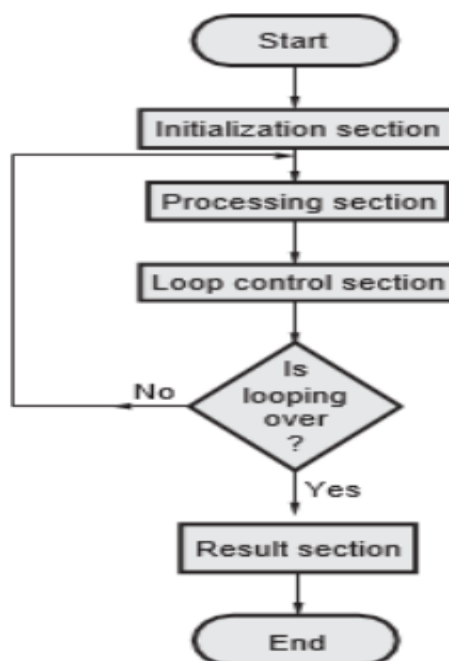 Start
Initialization section
Processing section
Loop control section
Is
looping
over
?
No
Yes
Result section
End